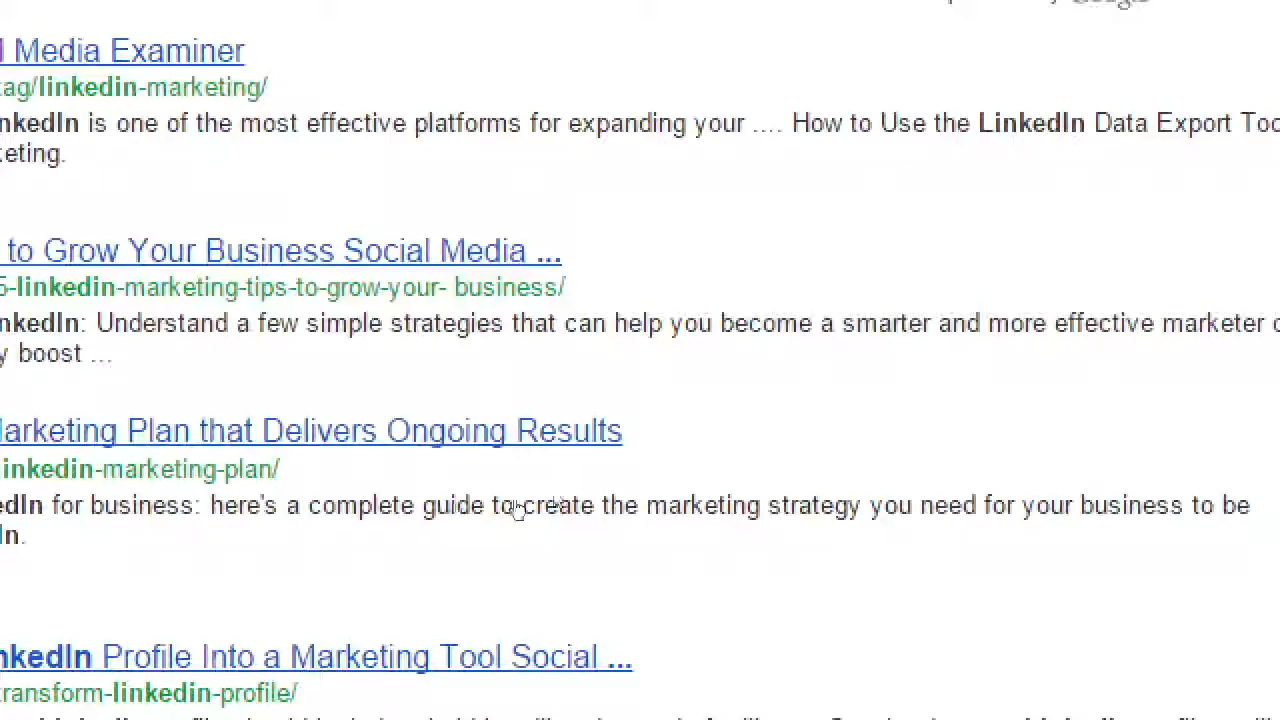 Media Examiner
tag/linkedin-marketing/
nkedIn is one of the most effective platforms for expanding your .... How to Use the LinkedIn Data Export Too
keting.
to Grow Your Business Social Media ...
5-linkedin-marketing-tips-to-grow-your- business/
nkedIn: Understand a few simple strategies that can help you become a smarter and more effective marketer o
y boost ...
Marketing Plan that Delivers Ongoing Results
linkedin-marketing-plan/
edIn for business: here's a complete guide to create the marketing strategy you need for your business to be
In.
nkedIn Profile Into a Marketing Tool Social ...
transform-linkedin-profile/